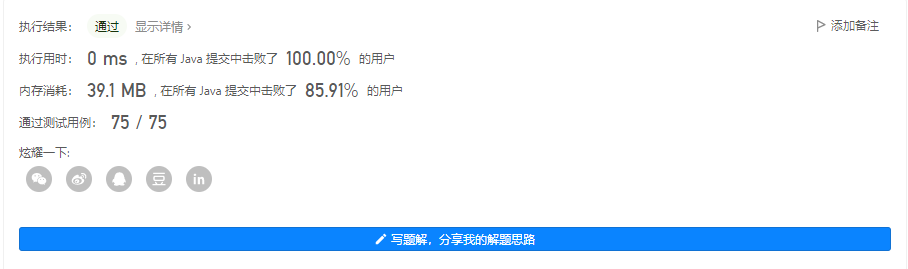 执行结果： 通过 显示详情 › 添加备注
执行用时： 0 ms , 在所有 Java 提交中击败了 100.00% 的用户
内存消耗： 39.1 MB , 在所有 Java 提交中击败了 85.91% 的用户
通过测试用例： 75 / 75
炫耀一下:
豆 in
写题解，分享我的解题思路